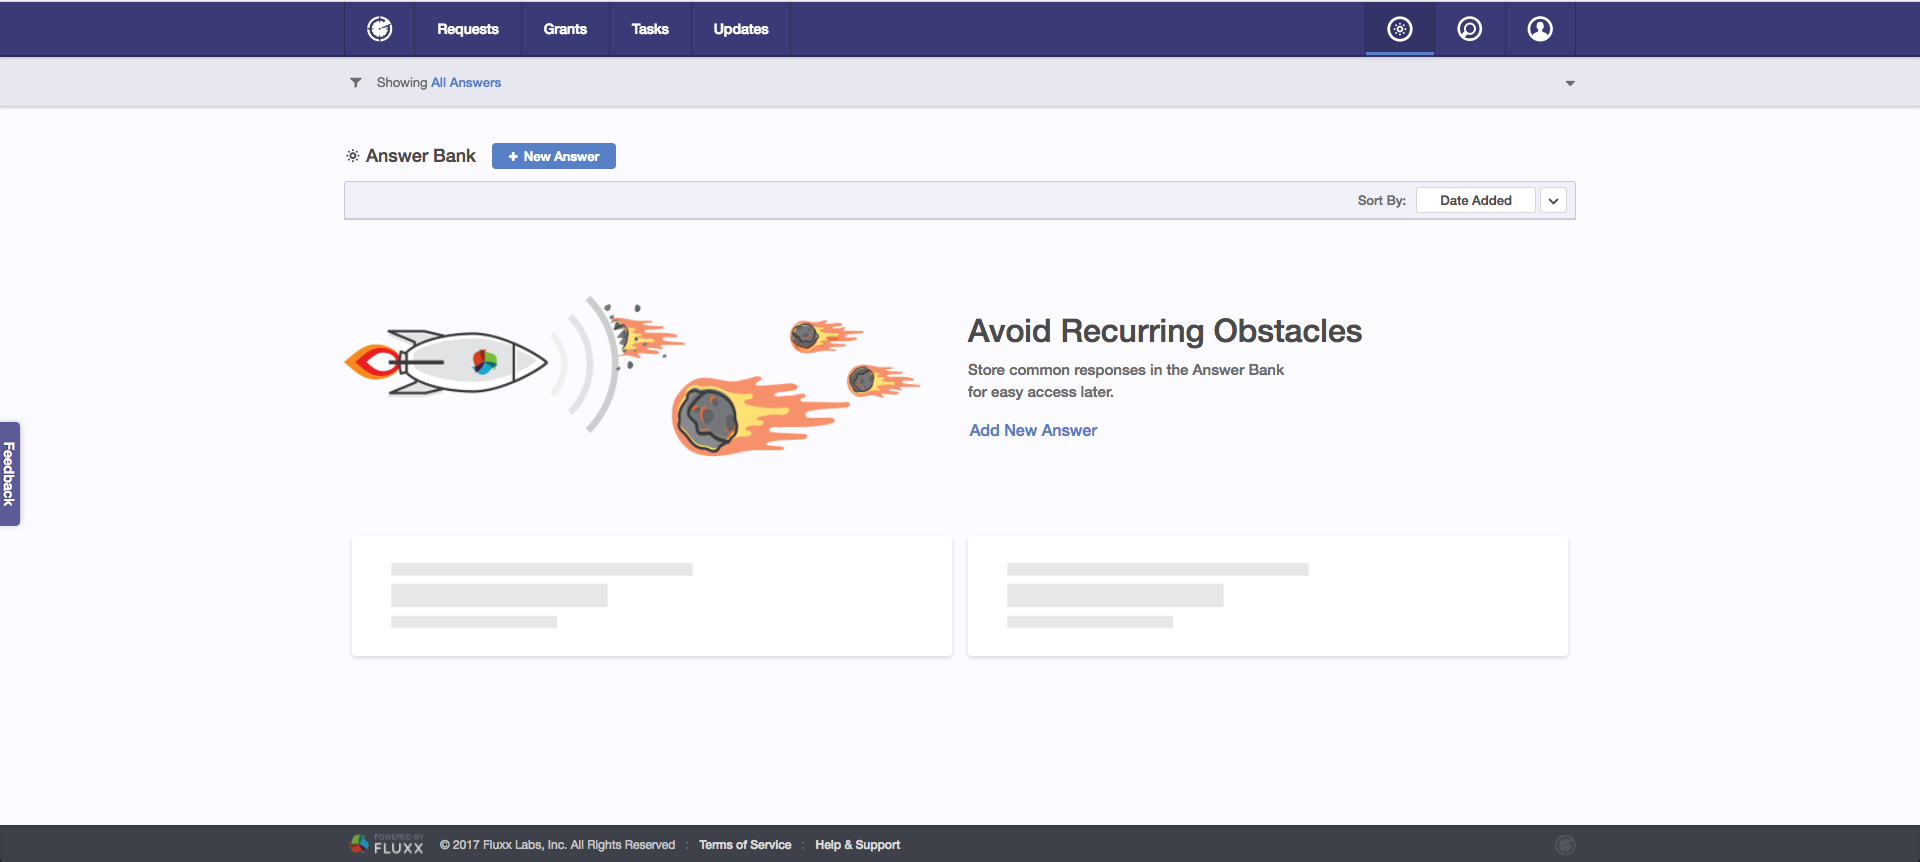 Requests
Grants
Tasks
Updates
Showing All Answers
Answer Bank
+ New Answer
Sort By:
Date Added
Avoid Recurring Obstacles
Store common responses in the Answer Bank
for easy access later.
Add New Answer
Feedback
POWERED BY
FLUXX
© 2017 Fluxx Labs, Inc. All Rights Reserved : Terms of Service : Help & Support